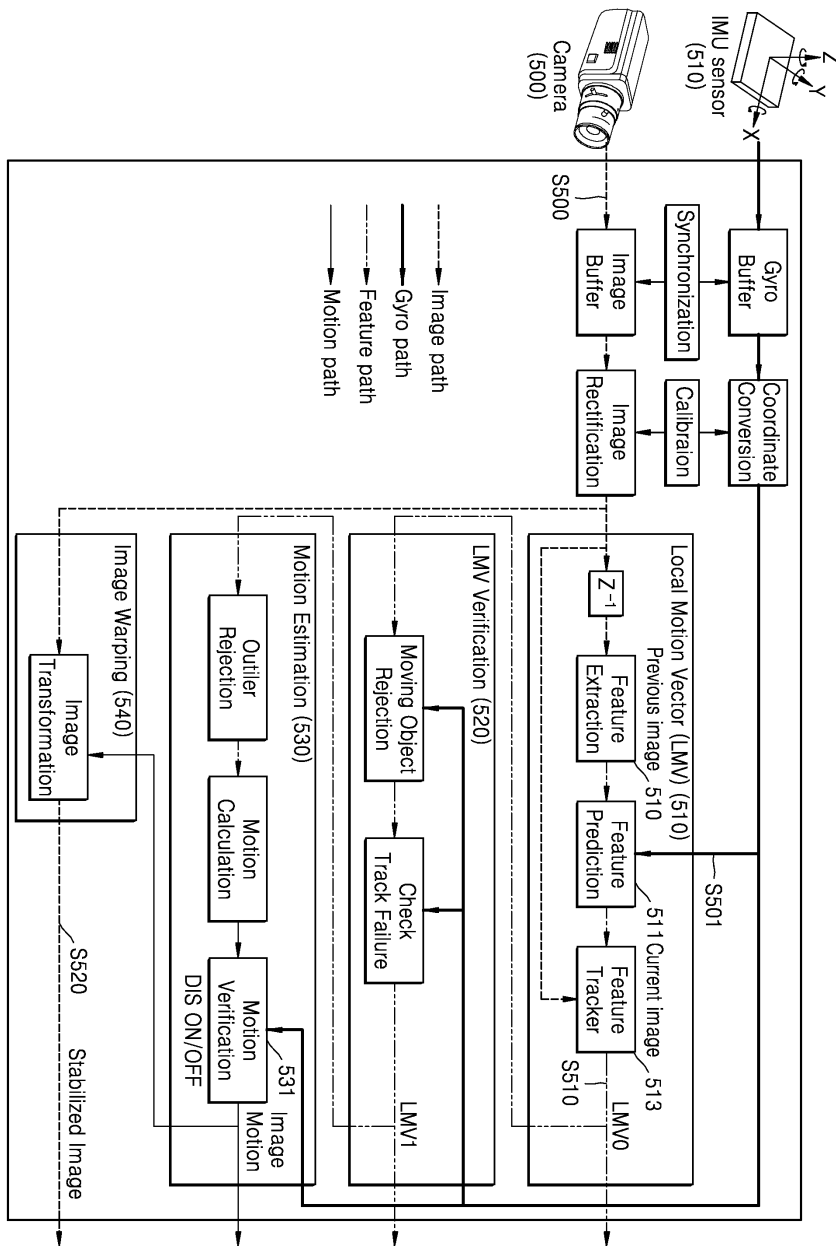 Z
Y
X
IMU sensor
(510)
Camera
(500)
S500
Gyro
Buffer
Synchronization
Image
Buffer
Coordinate
Conversion
Calibraion
Image
Rectification
Image path
Gyro path
Feature path
Motion path
Local Motion Vector (LMV) (510)
Previous image
Z⁻¹
Feature
Extraction
510
Feature
Prediction
511
S501
Current image
Feature
Tracker
513
S510
LMV0
LMV Verification (520)
Moving Object
Rejection
Check
Track Failure
LMV1
Motion Estimation (530)
Outiler
Rejection
Motion
Calculation
Motion
Verification
DIS ON/OFF
531
Image
Motion
Image Warping (540)
Image
Transformation
S520
Stabilized Image